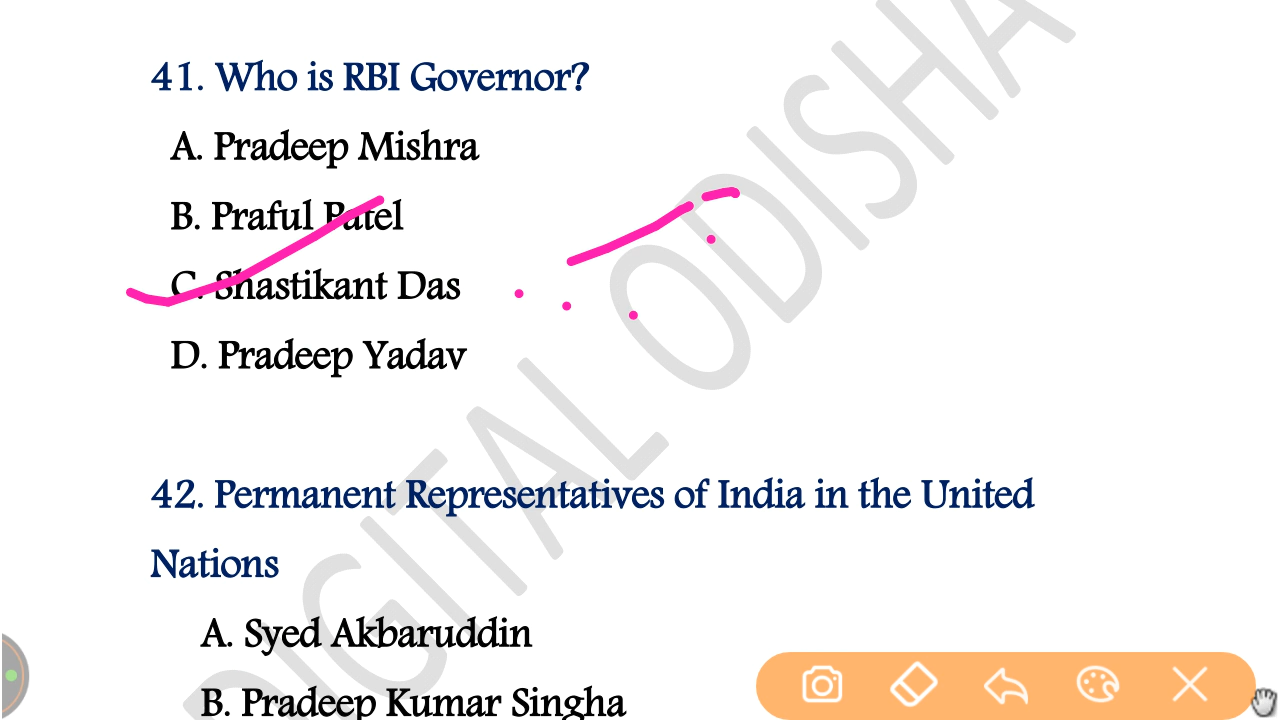 41. Who is RBI Governor?
A. Pradeep Mishra
B. Praful Patel
C. Shastikant Das
D. Pradeep Yadav
42. Permanent Representatives of India in the United
Nations
A. Syed Akbaruddin
B. Pradeep Kumar Singha
DIGITAL ODISHA